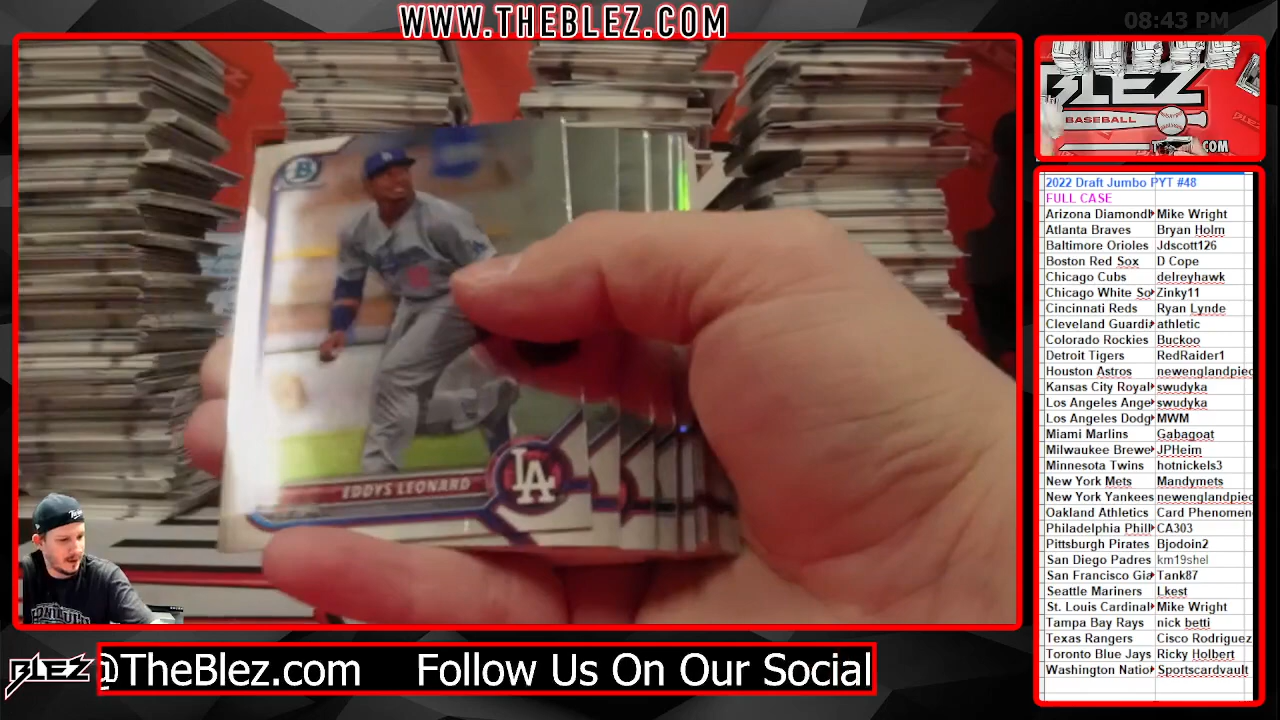 WWW.THEBLEZ.COM
08:43 PM
BLEZ
BASEBALL
.COM
B
EDDYS LEONARD
LA
2022 Draft Jumbo PYT #48
FULL CASE
Arizona Diamond Mike Wright
Atlanta Braves Bryan Holm
Baltimore Orioles Jdscott126
Boston Red Sox D Cope
Chicago Cubs delreyhawk
Chicago White So Zinky11
Cincinnati Reds Ryan Lynde
Cleveland Guardi athletic
Colorado Rockies Buckoo
Detroit Tigers RedRaider1
Houston Astros newenglandpiec
Kansas City Royal swudyka
Los Angeles Ange swudyka
Los Angeles Dodg MWM
Miami Marlins Gabagoat
Milwaukee Brewe JPHeim
Minnesota Twins hotnickels3
New York Mets Mandymets
New York Yankees newenglandpiec
Oakland Athletics Card Phenomen
Philadelphia Phill CA303
Pittsburgh Pirates Bjodoin2
San Diego Padres km19shel
San Francisco Gia Tank87
Seattle Mariners Lkest
St. Louis Cardinal Mike Wright
Tampa Bay Rays nick betti
Texas Rangers Cisco Rodriguez
Toronto Blue Jays Ricky Holbert
Washington Natio Sportscardvault
BLEZ @TheBlez.com Follow Us On Our Social